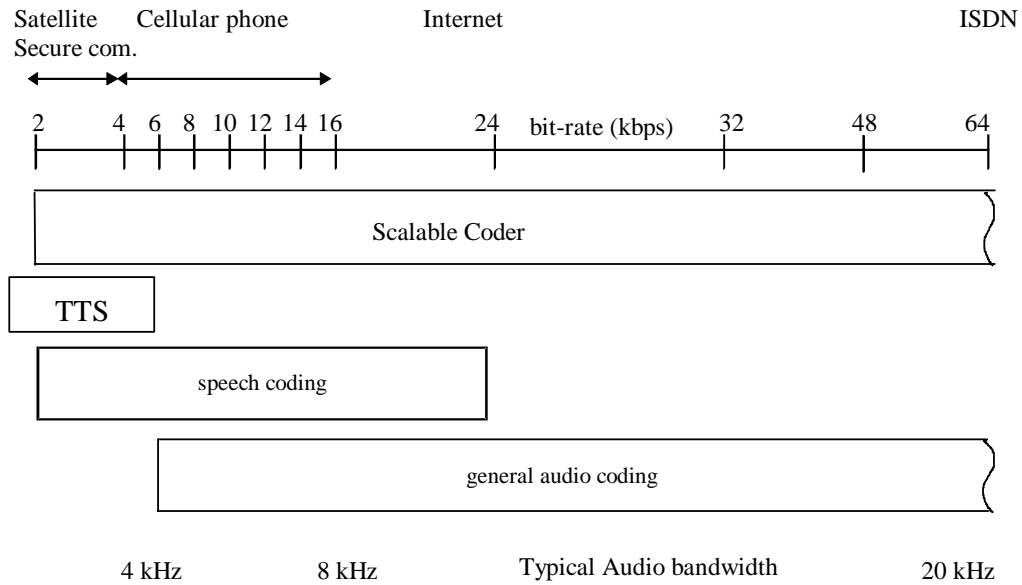 Satellite Cellular phone Internet ISDN
Secure com.
2 4 6 8 10 12 14 16 24 bit-rate (kbps) 32 48 64
Scalable Coder
TTS
speech coding
general audio coding
4 kHz 8 kHz Typical Audio bandwidth 20 kHz